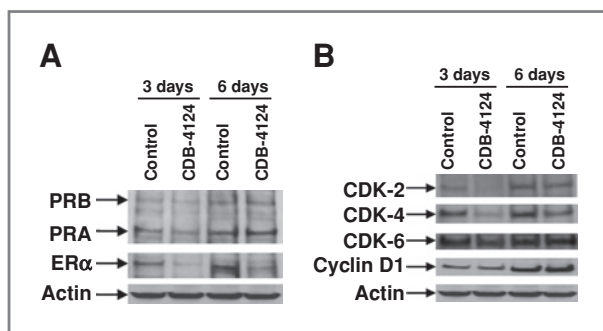 A
3 days 6 days
Control CDB-4124 Control CDB-4124
PRB
PRA
ERα
Actin
B
3 days 6 days
Control CDB-4124 Control CDB-4124
CDK-2
CDK-4
CDK-6
Cyclin D1
Actin